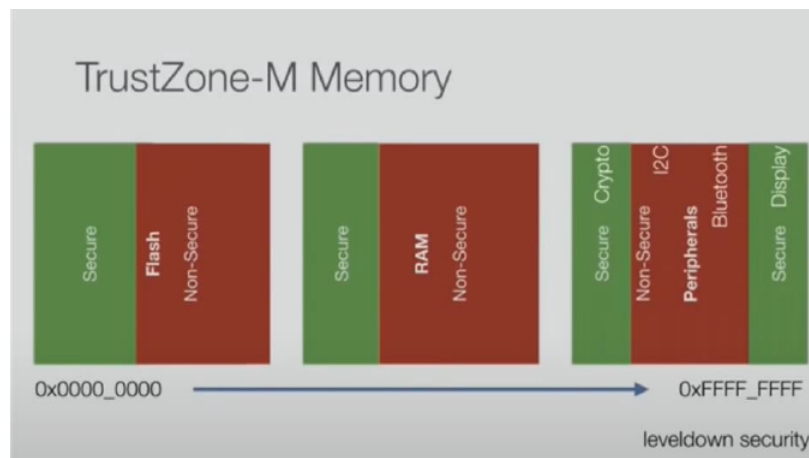 TrustZone-M Memory
Secure
Flash
Non-Secure
Secure
RAM
Non-Secure
Secure Crypto
Non-Secure I2C
Peripherals
Bluetooth
Secure Display
0x0000_0000
0xFFFF_FFFF
leveldown security